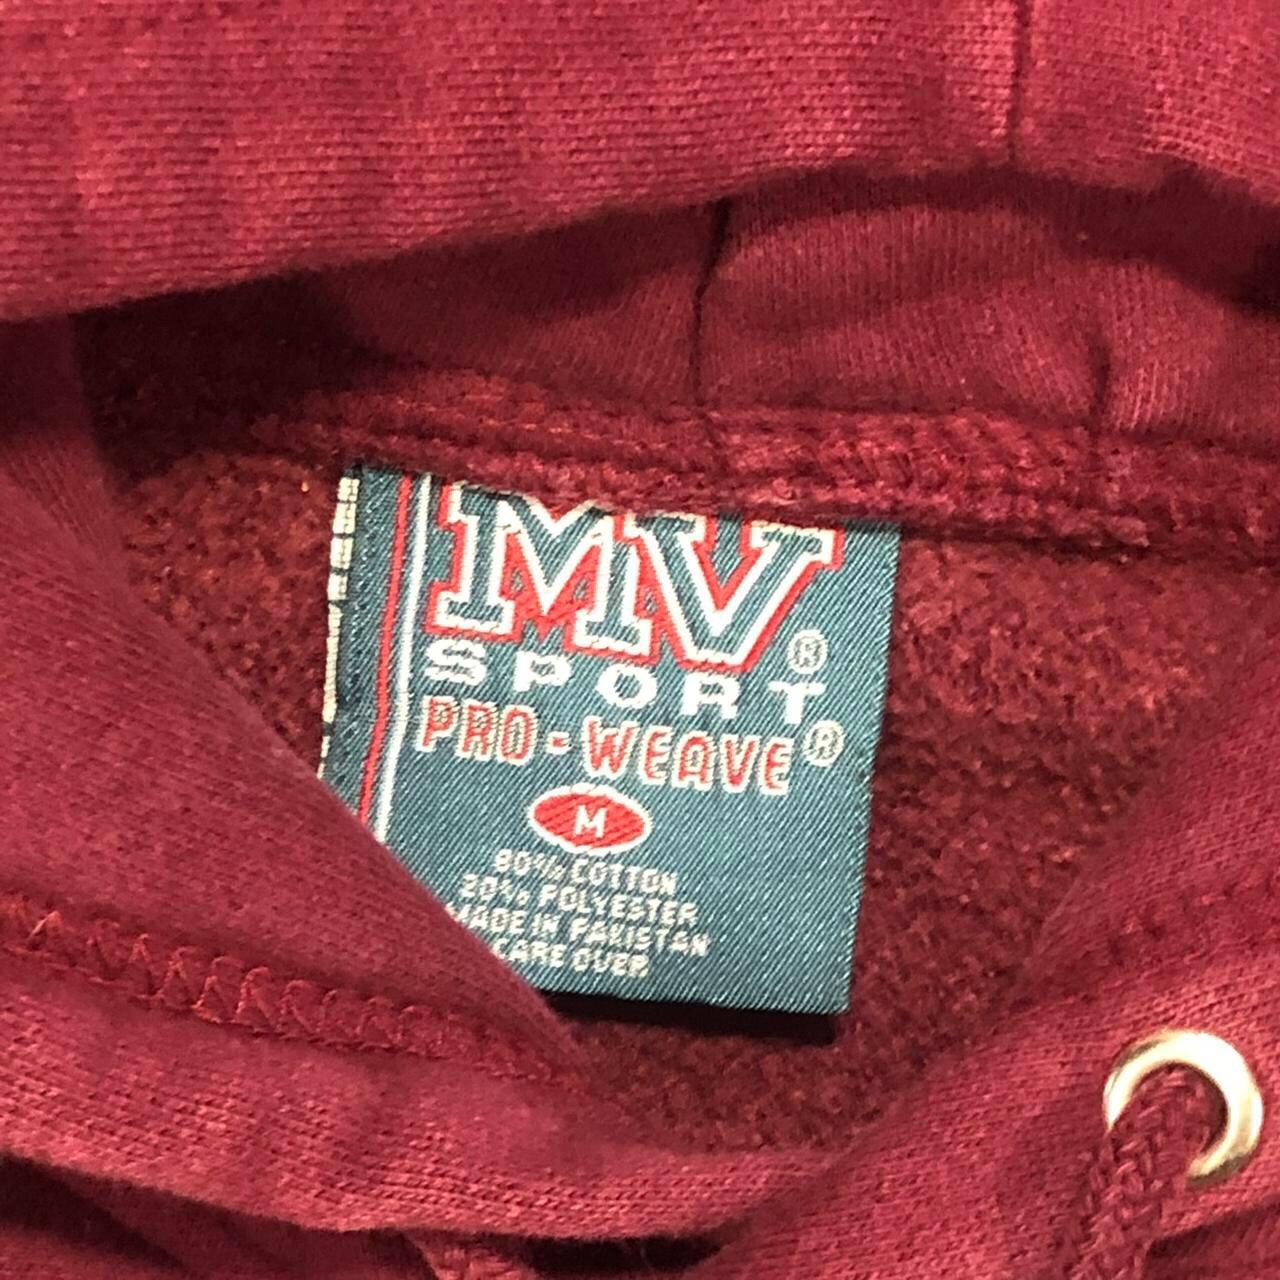 MV®
SPORT
PRO-WEAVE®
M
80% COTTON
20% POLYESTER
MADE IN PAKISTAN
CARE OVER